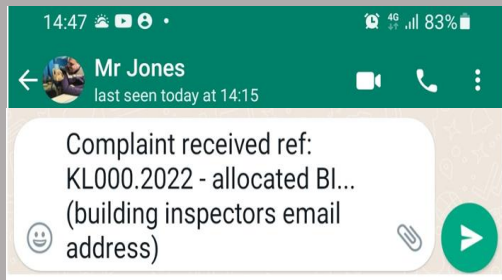 14:47 4G 83%
Mr Jones
last seen today at 14:15
Complaint received ref:
KL000.2022 - allocated BI...
(building inspectors email
address)